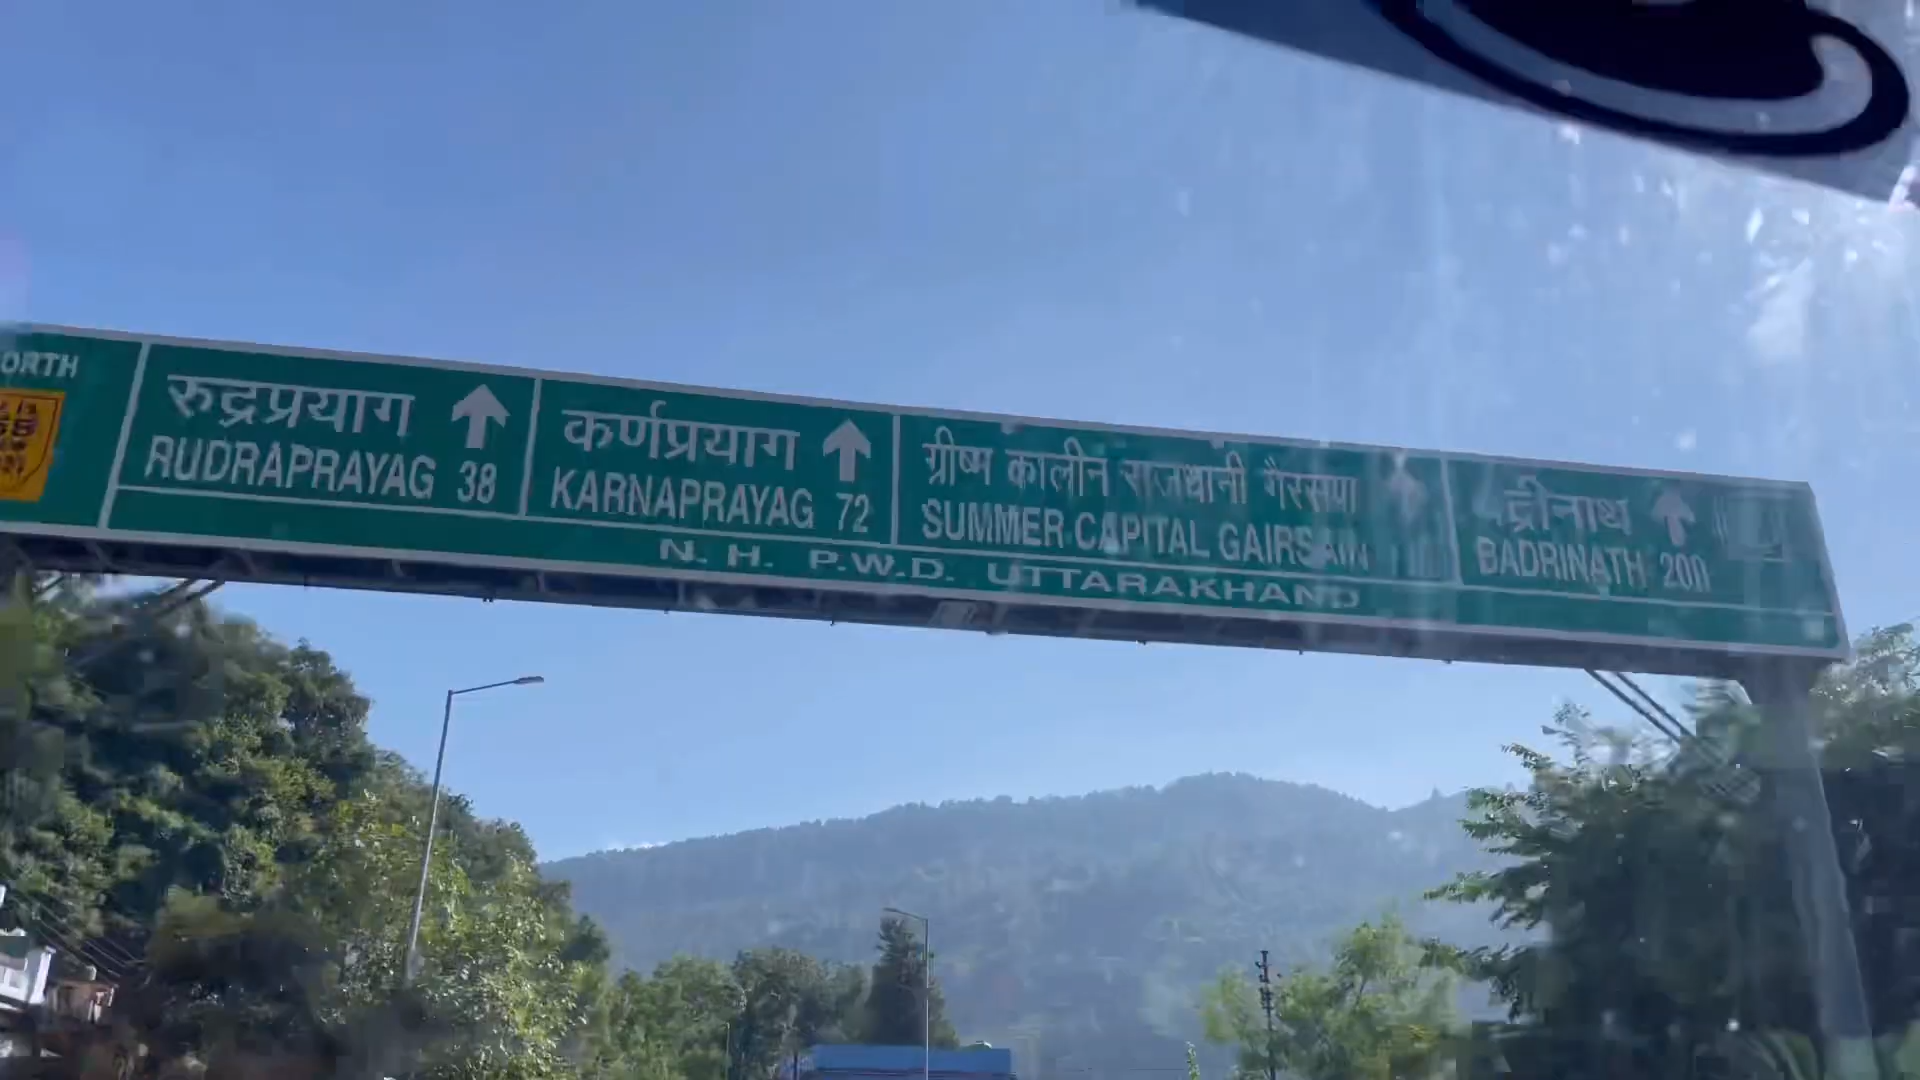 ORTH
रुद्रप्रयाग
RUDRAPRAYAG 38
कर्णप्रयाग
KARNAPRAYAG 72
ग्रीष्म कालीन राजधानी गैरसैण
SUMMER CAPITAL GAIRSAIN
द्रीनाथ
BADRINATH 200
N. H. P.W.D. UTTARAKHAND